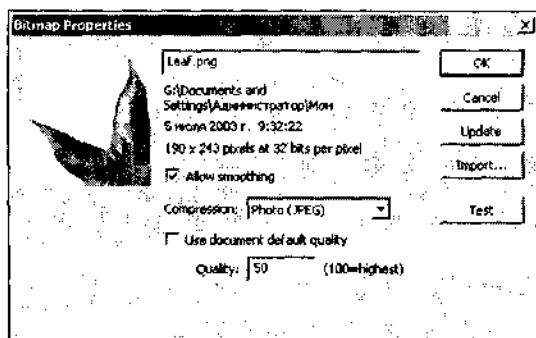 Bitmap Properties
Leaf.png
OK
G:\Documents and
Settings\Администратор\Мои
Cancel
5 июля 2003 г. 9:32:22
Update
190 x 243 pixels at 32 bits per pixel
Import...
Allow smoothing
Compression: Photo (JPEG)
Test
Use document default quality
Quality: 50 (100=highest)